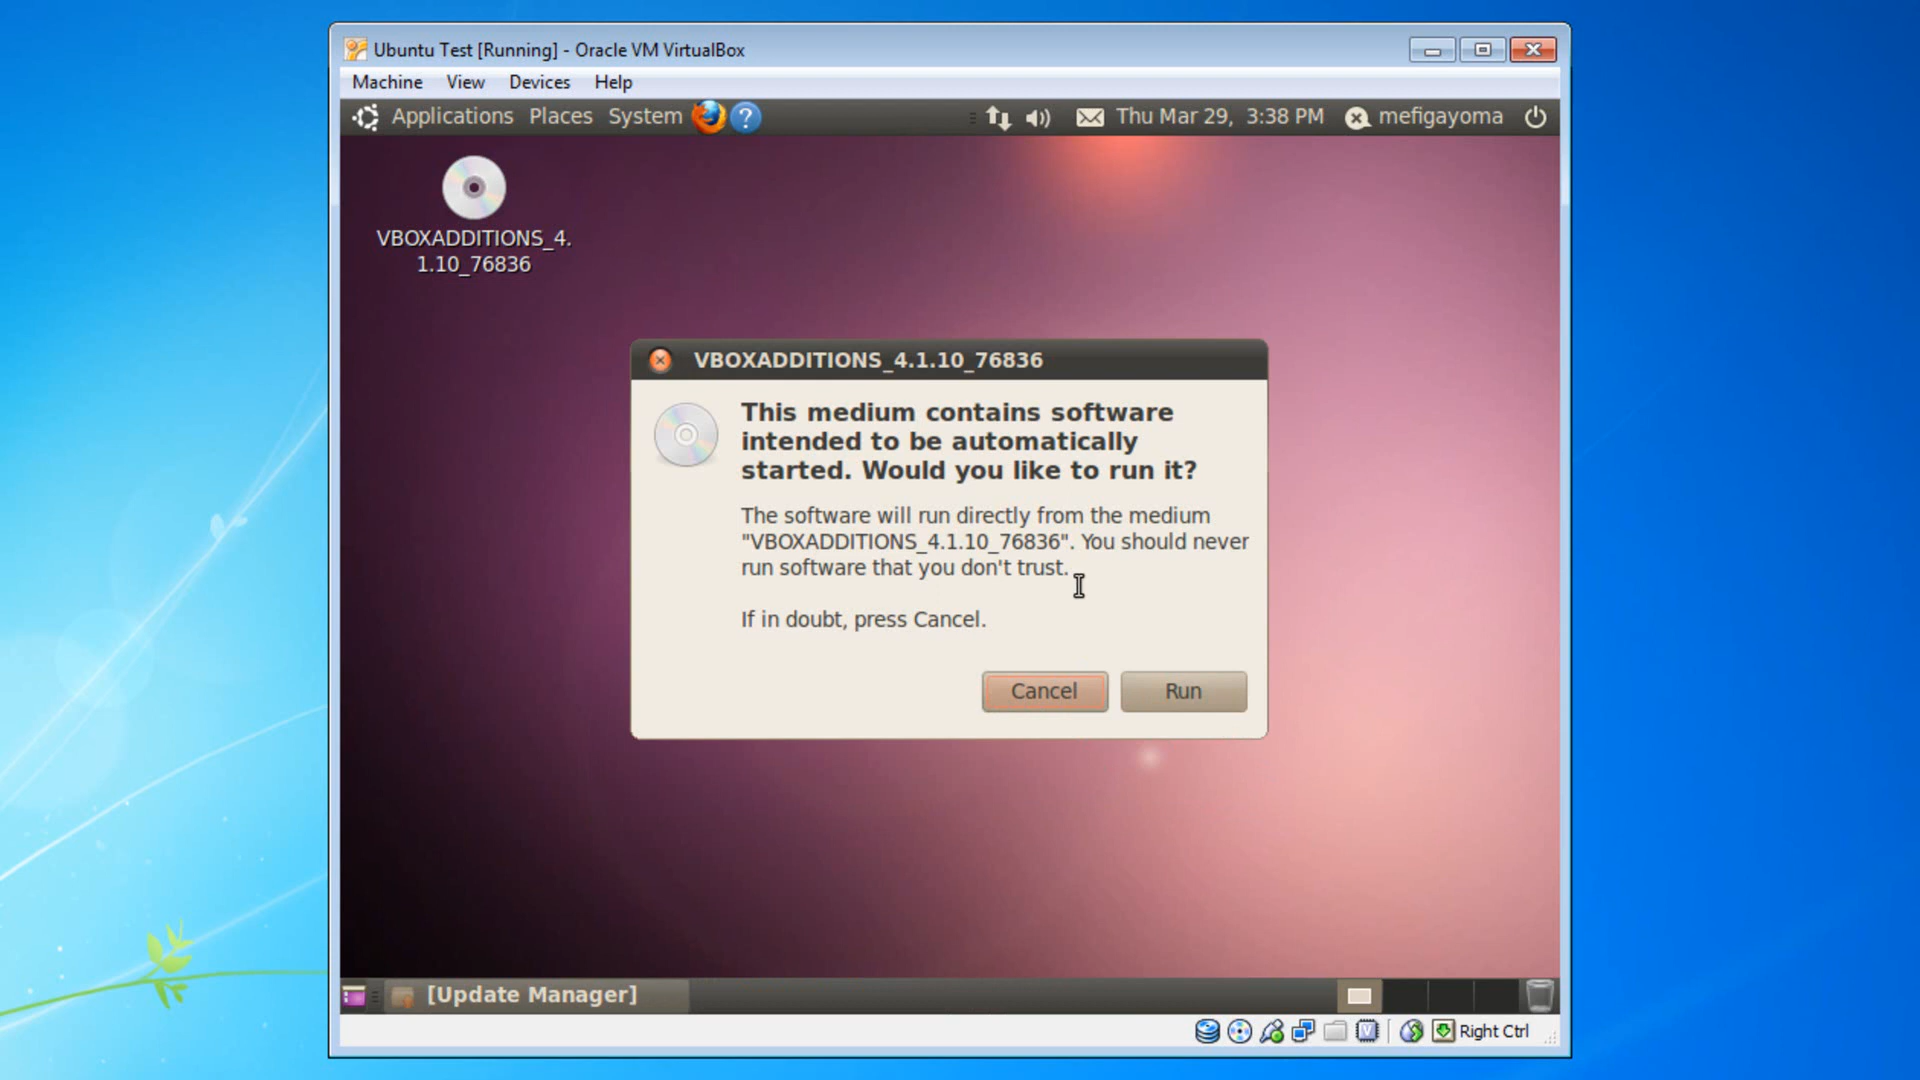 Ubuntu Test [Running] - Oracle VM VirtualBox
Machine View Devices Help
Applications Places System ? Thu Mar 29, 3:38 PM mefigayoma
VBOXADDITIONS_4.
1.10_76836
VBOXADDITIONS_4.1.10_76836
This medium contains software
intended to be automatically
started. Would you like to run it?
The software will run directly from the medium
"VBOXADDITIONS_4.1.10_76836". You should never
run software that you don't trust.
If in doubt, press Cancel.
Cancel Run
[Update Manager]
Right Ctrl